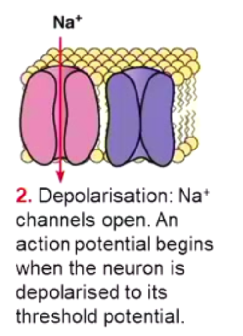 Na⁺
2. Depolarisation: Na⁺
channels open. An
action potential begins
when the neuron is
depolarised to its
threshold potential.